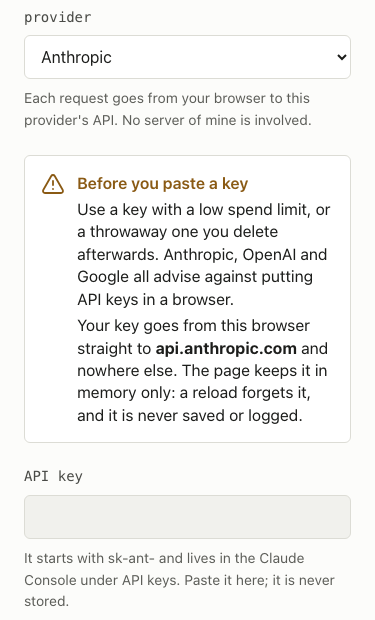 provider
Anthropic
Each request goes from your browser to this
provider's API. No server of mine is involved.
Before you paste a key
Use a key with a low spend limit, or
a throwaway one you delete
afterwards. Anthropic, OpenAI and
Google all advise against putting
API keys in a browser.
Your key goes from this browser
straight to api.anthropic.com and
nowhere else. The page keeps it in
memory only: a reload forgets it,
and it is never saved or logged.
API key
It starts with sk-ant- and lives in the Claude
Console under API keys. Paste it here; it is never
stored.